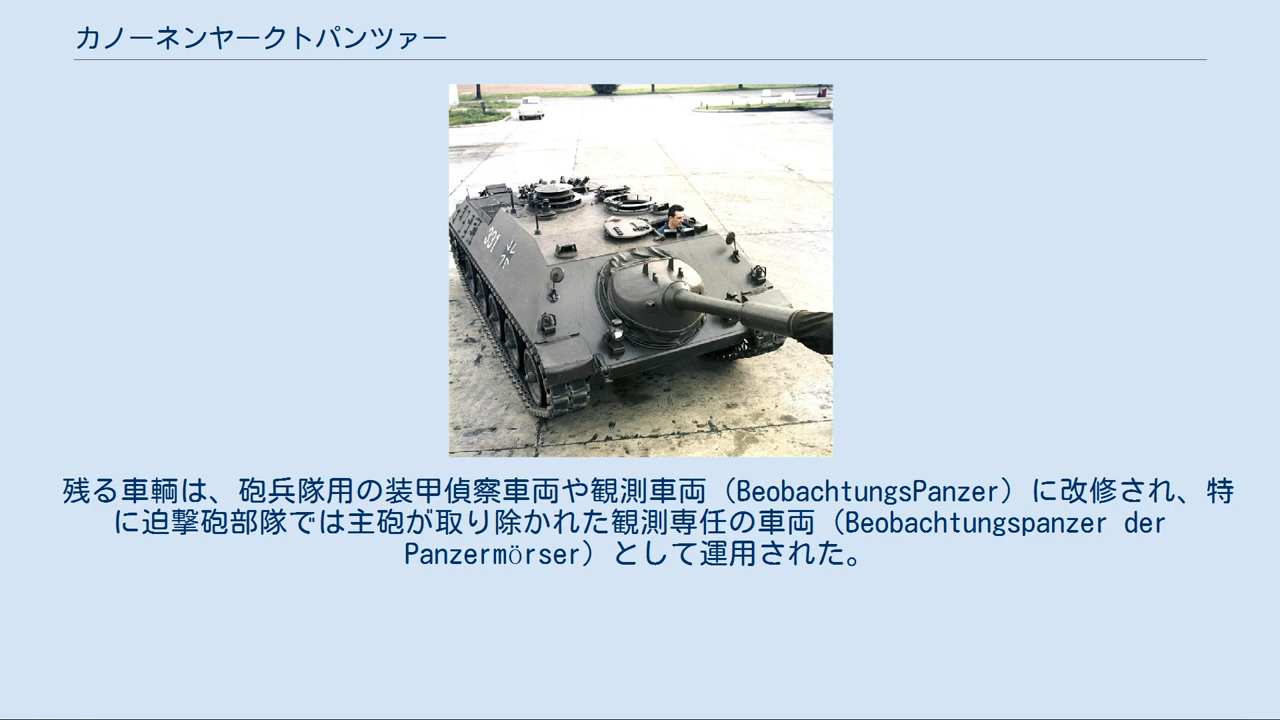 カノーネンヤークトパンツァー
331
残る車輌は、砲兵隊用の装甲偵察車両や観測車両（BeobachtungsPanzer）に改修され、特
に迫撃砲部隊では主砲が取り除かれた観測専任の車両（Beobachtungspanzer der
Panzermörser）として運用された。